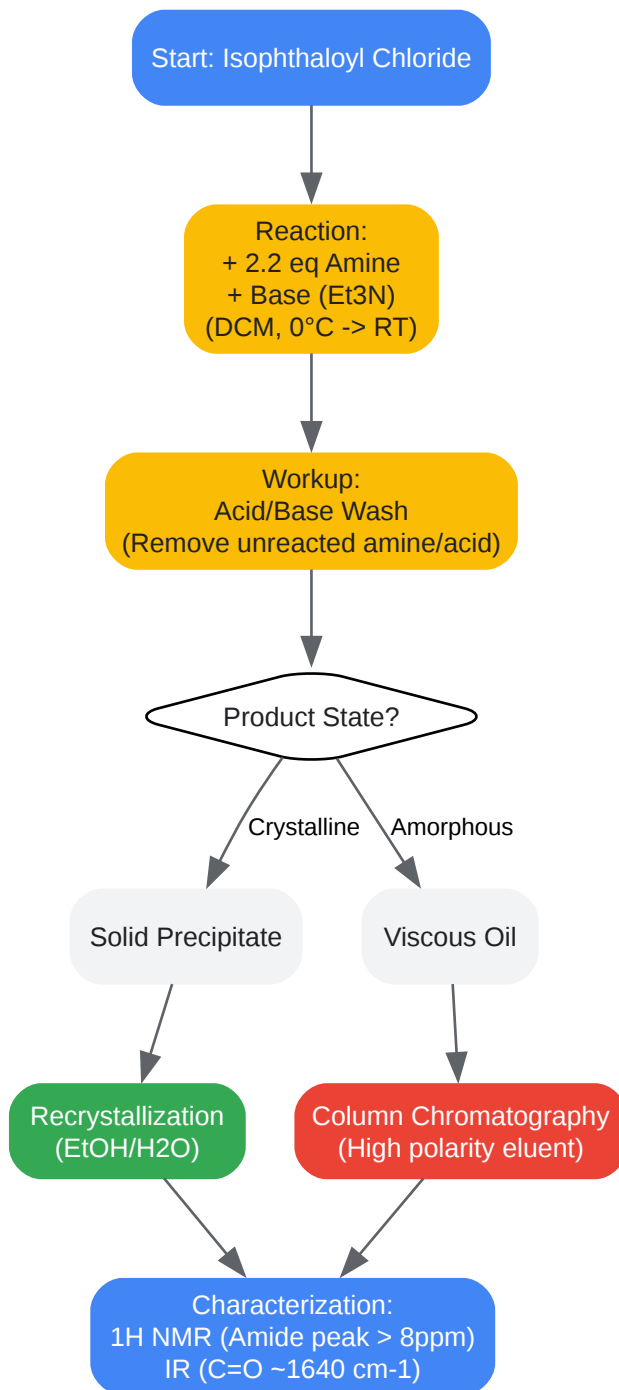 Start: Isophthaloyl Chloride
Reaction:
+ 2.2 eq Amine
+ Base (Et3N)
(DCM, 0°C -> RT)
Workup:
Acid/Base Wash
(Remove unreacted amine/acid)
Product State?
Crystalline
Amorphous
Solid Precipitate
Viscous Oil
Recrystallization
(EtOH/H2O)
Column Chromatography
(High polarity eluent)
Characterization:
1H NMR (Amide peak > 8ppm)
IR (C=O ~1640 cm-1)